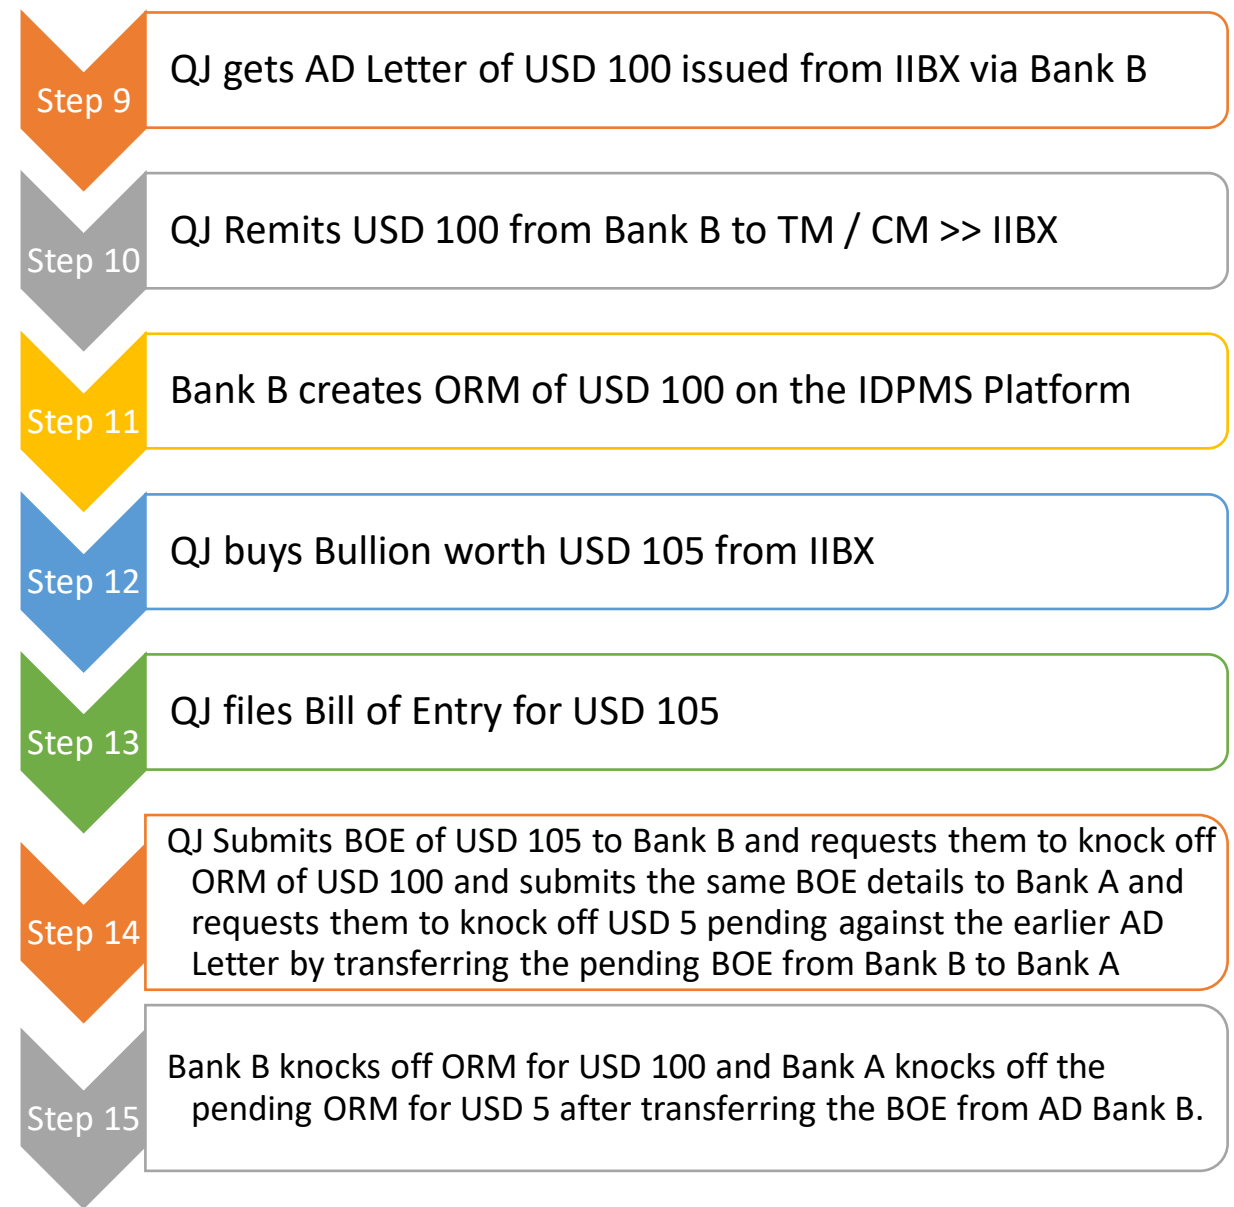 Step 9
QJ gets AD Letter of USD 100 issued from IIBX via Bank B
Step 10
QJ Remits USD 100 from Bank B to TM / CM >> IIBX
Step 11
Bank B creates ORM of USD 100 on the IDPMS Platform
Step 12
QJ buys Bullion worth USD 105 from IIBX
Step 13
QJ files Bill of Entry for USD 105
Step 14
QJ Submits BOE of USD 105 to Bank B and requests them to knock off
ORM of USD 100 and submits the same BOE details to Bank A and
requests them to knock off USD 5 pending against the earlier AD
Letter by transferring the pending BOE from Bank B to Bank A
Step 15
Bank B knocks off ORM for USD 100 and Bank A knocks off the
pending ORM for USD 5 after transferring the BOE from AD Bank B.